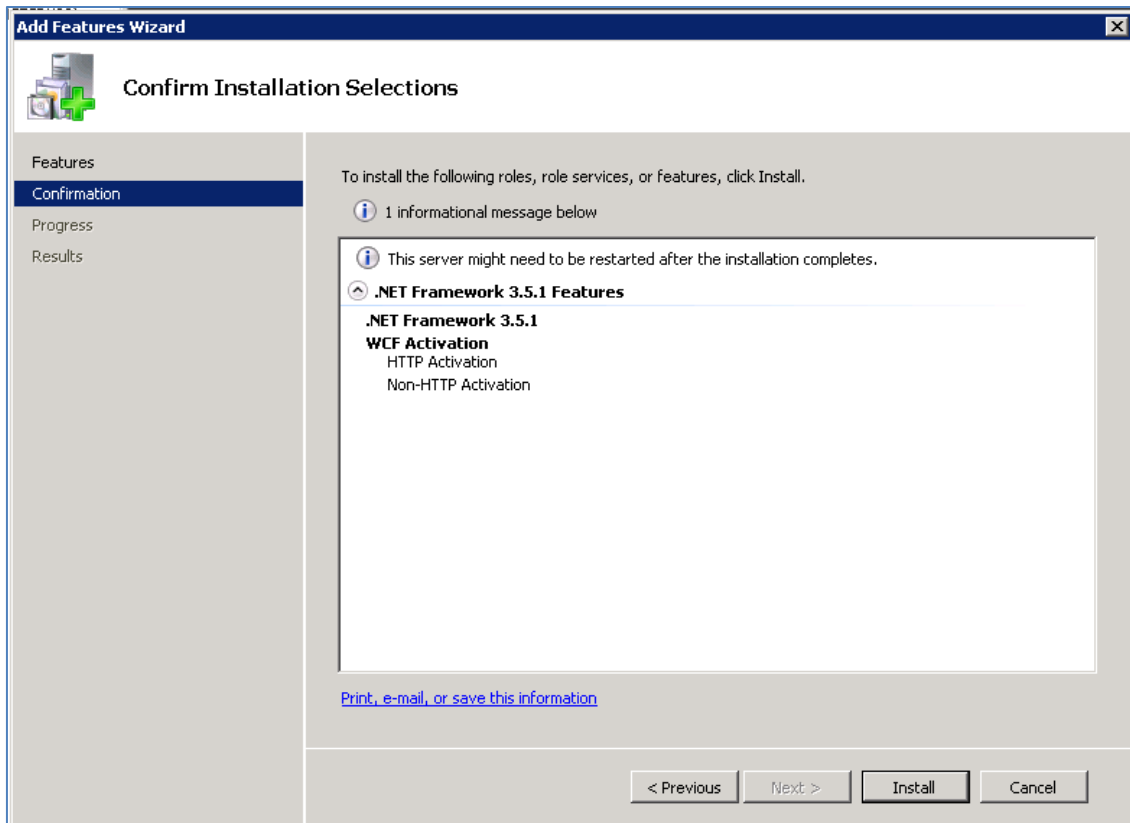 Add Features Wizard
Confirm Installation Selections
Features
Confirmation
Progress
Results
To install the following roles, role services, or features, click Install.
1 informational message below
This server might need to be restarted after the installation completes.
.NET Framework 3.5.1 Features
.NET Framework 3.5.1
WCF Activation
HTTP Activation
Non-HTTP Activation
Print, e-mail, or save this information
< Previous
Next >
Install
Cancel